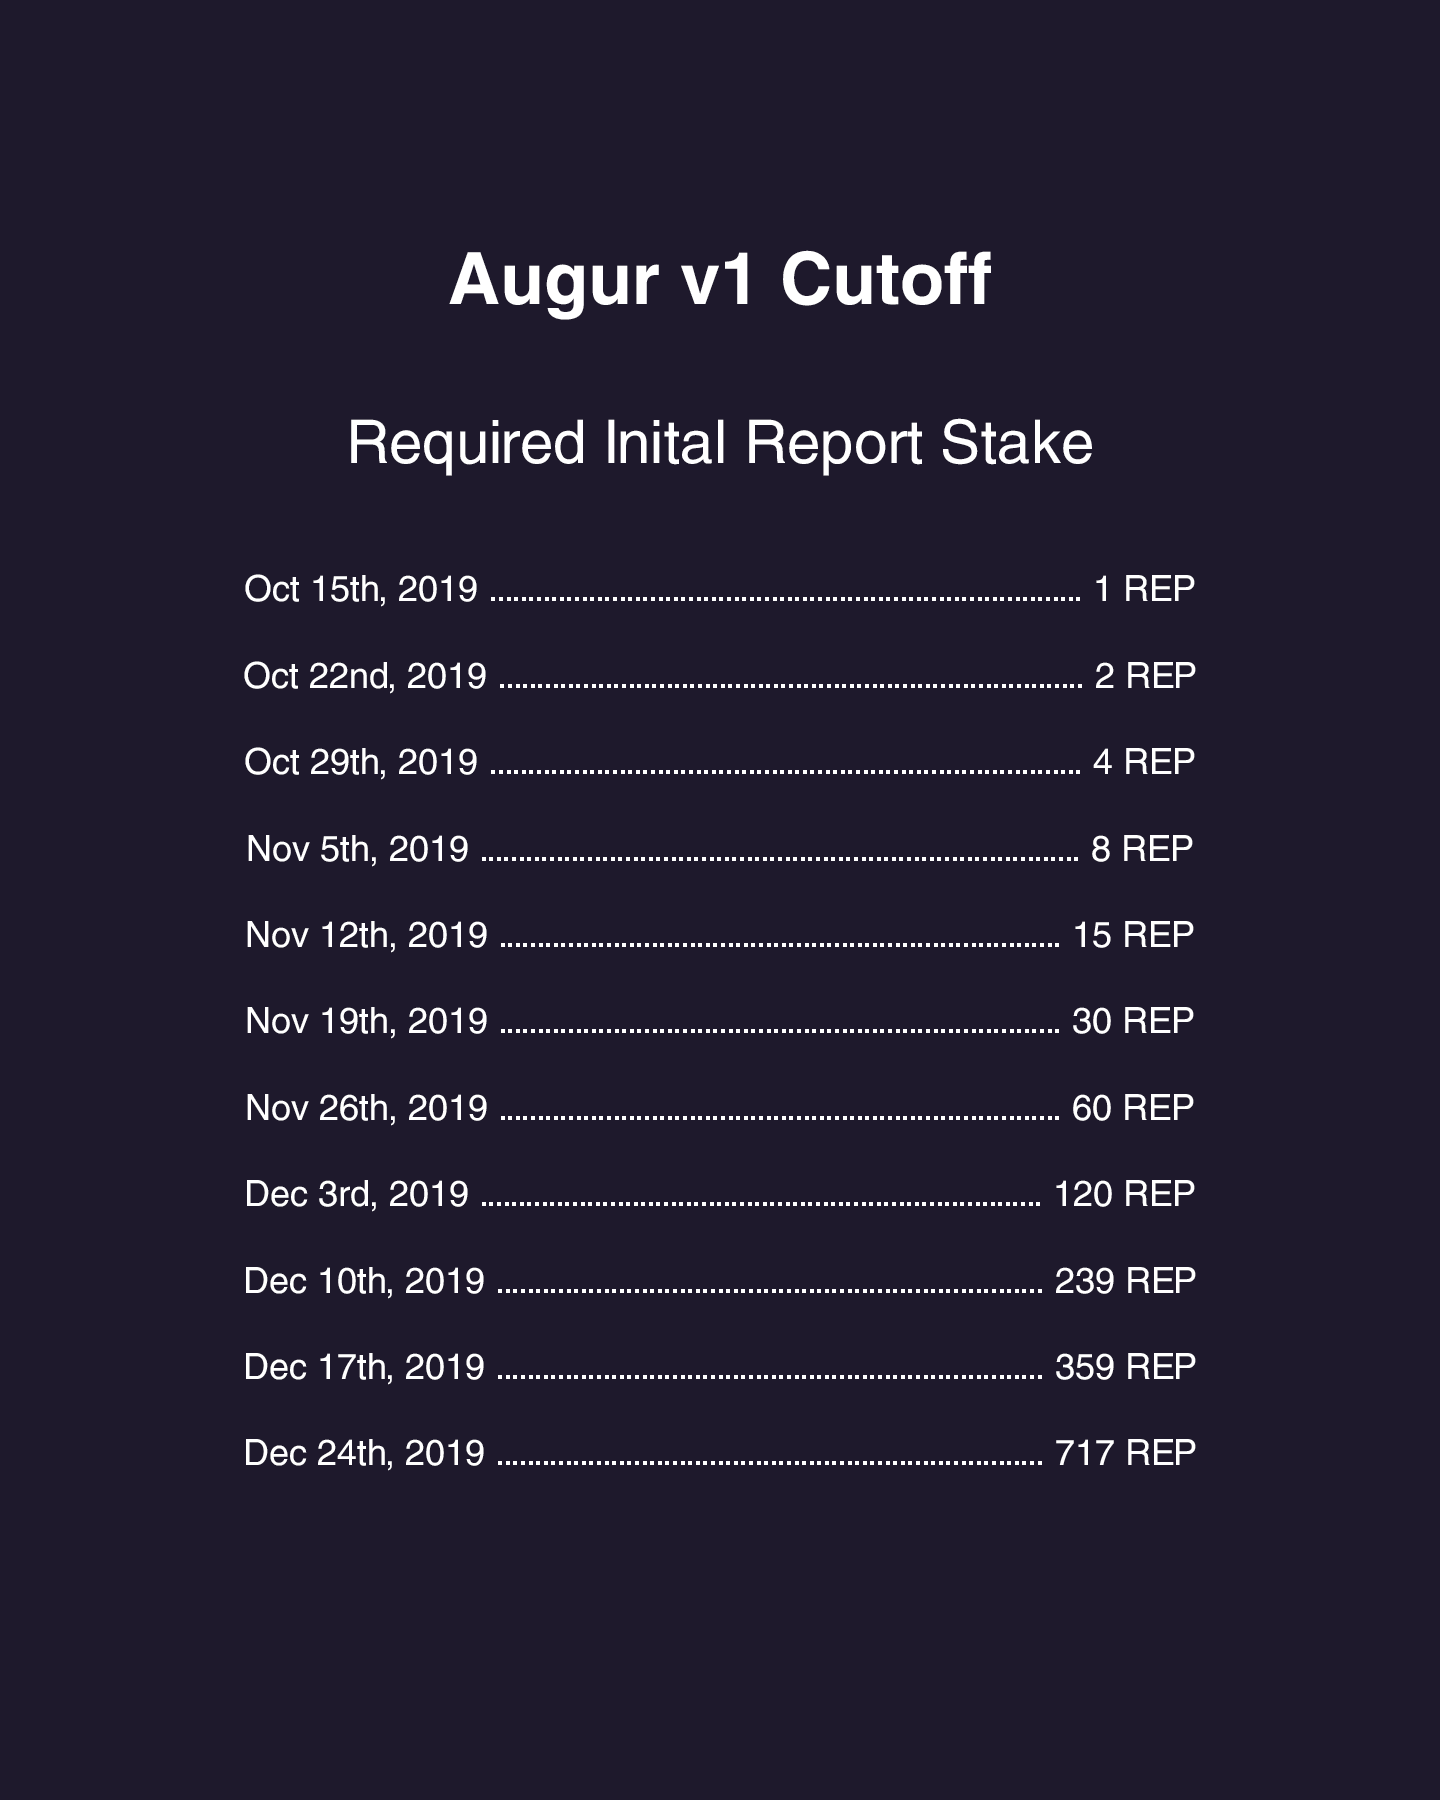 Augur v1 Cutoff
Required Inital Report Stake
Oct 15th, 2019 ........................................................................ 1 REP
Oct 22nd, 2019 ....................................................................... 2 REP
Oct 29th, 2019 ........................................................................ 4 REP
Nov 5th, 2019 ......................................................................... 8 REP
Nov 12th, 2019 .................................................................... 15 REP
Nov 19th, 2019 .................................................................... 30 REP
Nov 26th, 2019 .................................................................... 60 REP
Dec 3rd, 2019 .................................................................... 120 REP
Dec 10th, 2019 .................................................................. 239 REP
Dec 17th, 2019 .................................................................. 359 REP
Dec 24th, 2019 .................................................................. 717 REP